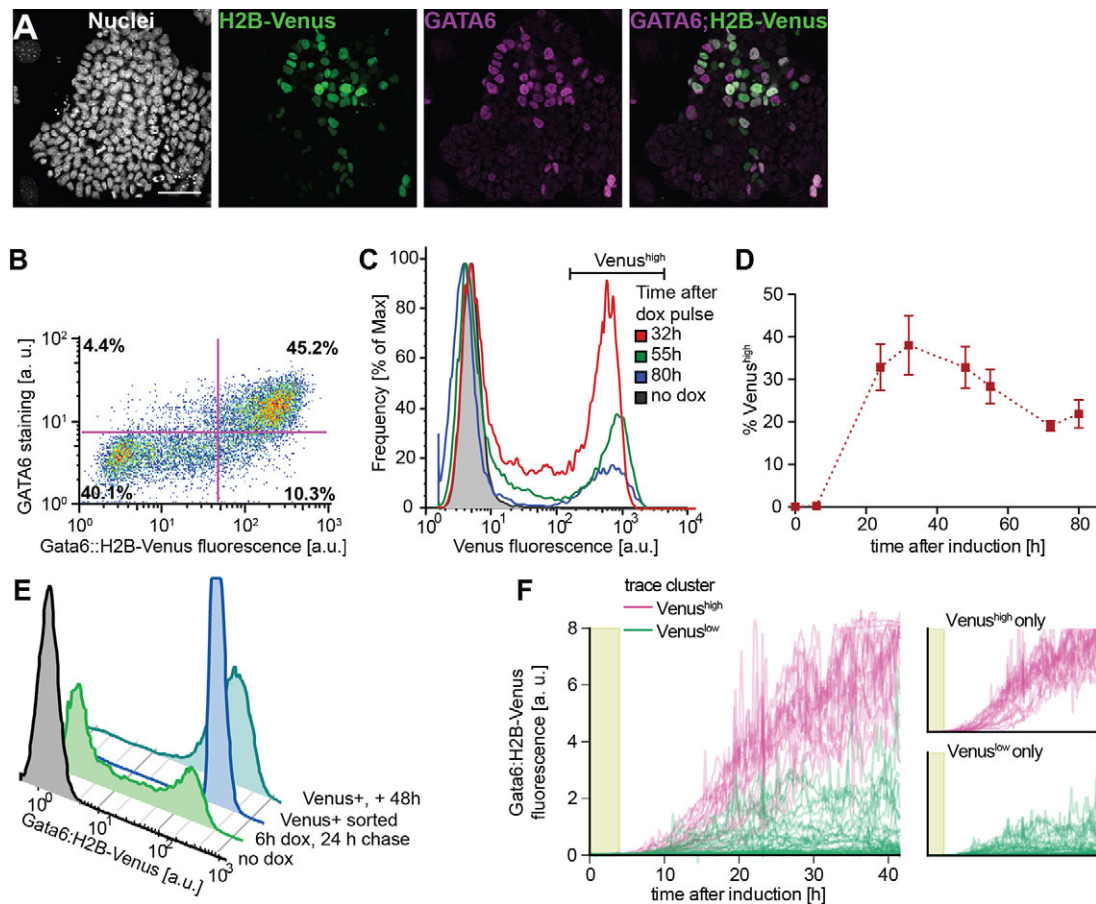 A
Nuclei
H2B-Venus
GATA6
GATA6;H2B-Venus
B
GATA6 staining [a. u.]
10²
10¹
10⁰
4.4%
45.2%
40.1%
10.3%
10⁰ 10¹ 10² 10³
Gata6::H2B-Venus fluorescence [a.u.]
C
Frequency [% of Max]
100
80
60
40
20
0
Venusʰⁱᵍʰ
Time after
dox pulse
32h
55h
80h
no dox
10⁰ 10¹ 10² 10³ 10⁴
Venus fluorescence [a.u.]
D
% Venusʰⁱᵍʰ
50
40
30
20
10
0
0 20 40 60 80
time after induction [h]
E
Venus+, + 48h
Venus+ sorted
6h dox, 24 h chase
no dox
10⁰ 10¹ 10² 10³
Gata6:H2B-Venus [a.u.]
F
trace cluster
Venusʰⁱᵍʰ
Venusˡᵒʷ
Gata6:H2B-Venus
fluorescence [a. u.]
8
6
4
2
0
0 10 20 30 40
time after induction [h]
Venusʰⁱᵍʰ only
Venusˡᵒʷ only